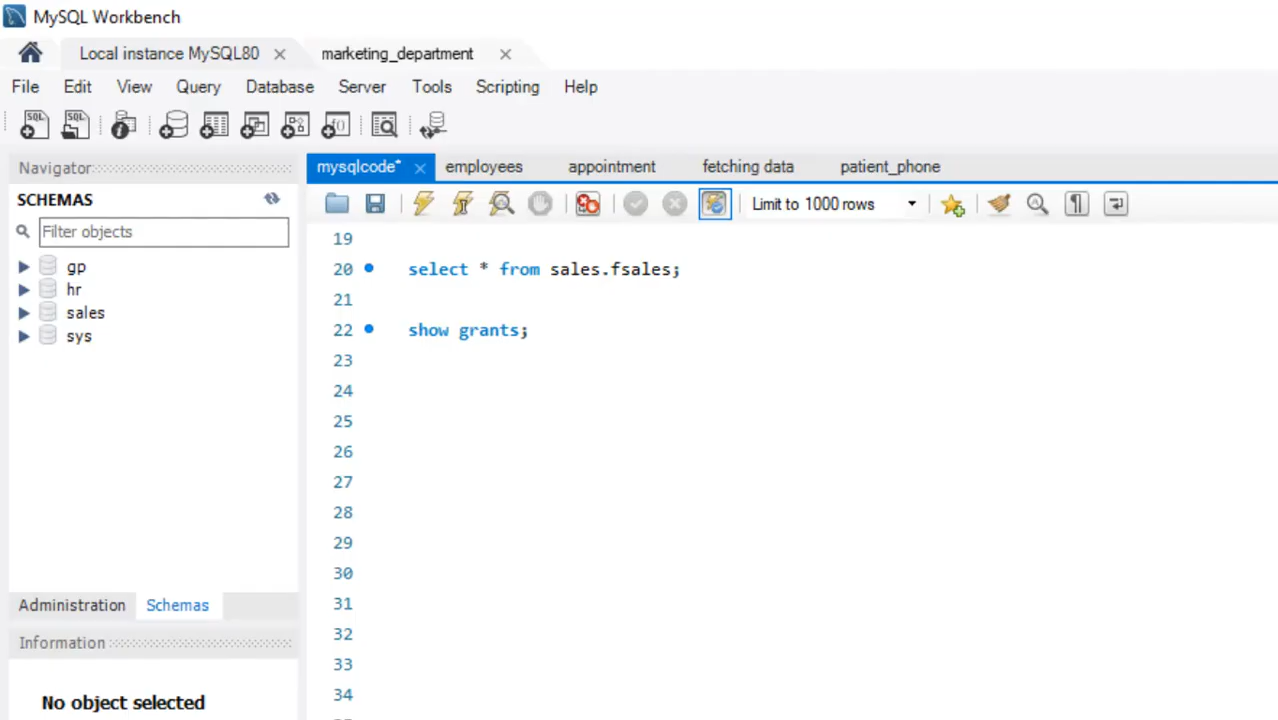 MySQL Workbench
Local instance MySQL80
marketing_department
File Edit View Query Database Server Tools Scripting Help
Navigator
SCHEMAS
Filter objects
gp
hr
sales
sys
Administration Schemas
Information
No object selected
mysqlcode* employees appointment fetching data patient_phone
Limit to 1000 rows
19
20 select * from sales.fsales;
21
22 show grants;
23
24
25
26
27
28
29
30
31
32
33
34